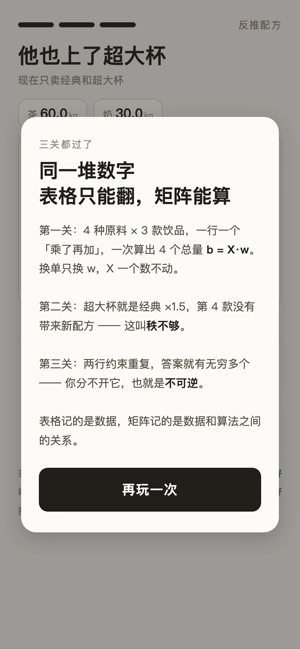 反推配方
他也上了超大杯
现在只卖经典和超大杯
茶 60.0 kg 奶 30.0 kg
三关都过了
同一堆数字
表格只能翻，矩阵能算
第一关：4 种原料 × 3 款饮品，一行一个
「乘了再加」，一次算出 4 个总量 b = X·w。
换单只换 w，X 一个数不动。
第二关：超大杯就是经典 ×1.5，第 4 款没有
带来新配方 —— 这叫秩不够。
第三关：两行约束重复，答案就有无穷多个
—— 你分不开它，也就是不可逆。
表格记的是数据，矩阵记的是数据和算法之间
的关系。
再玩一次